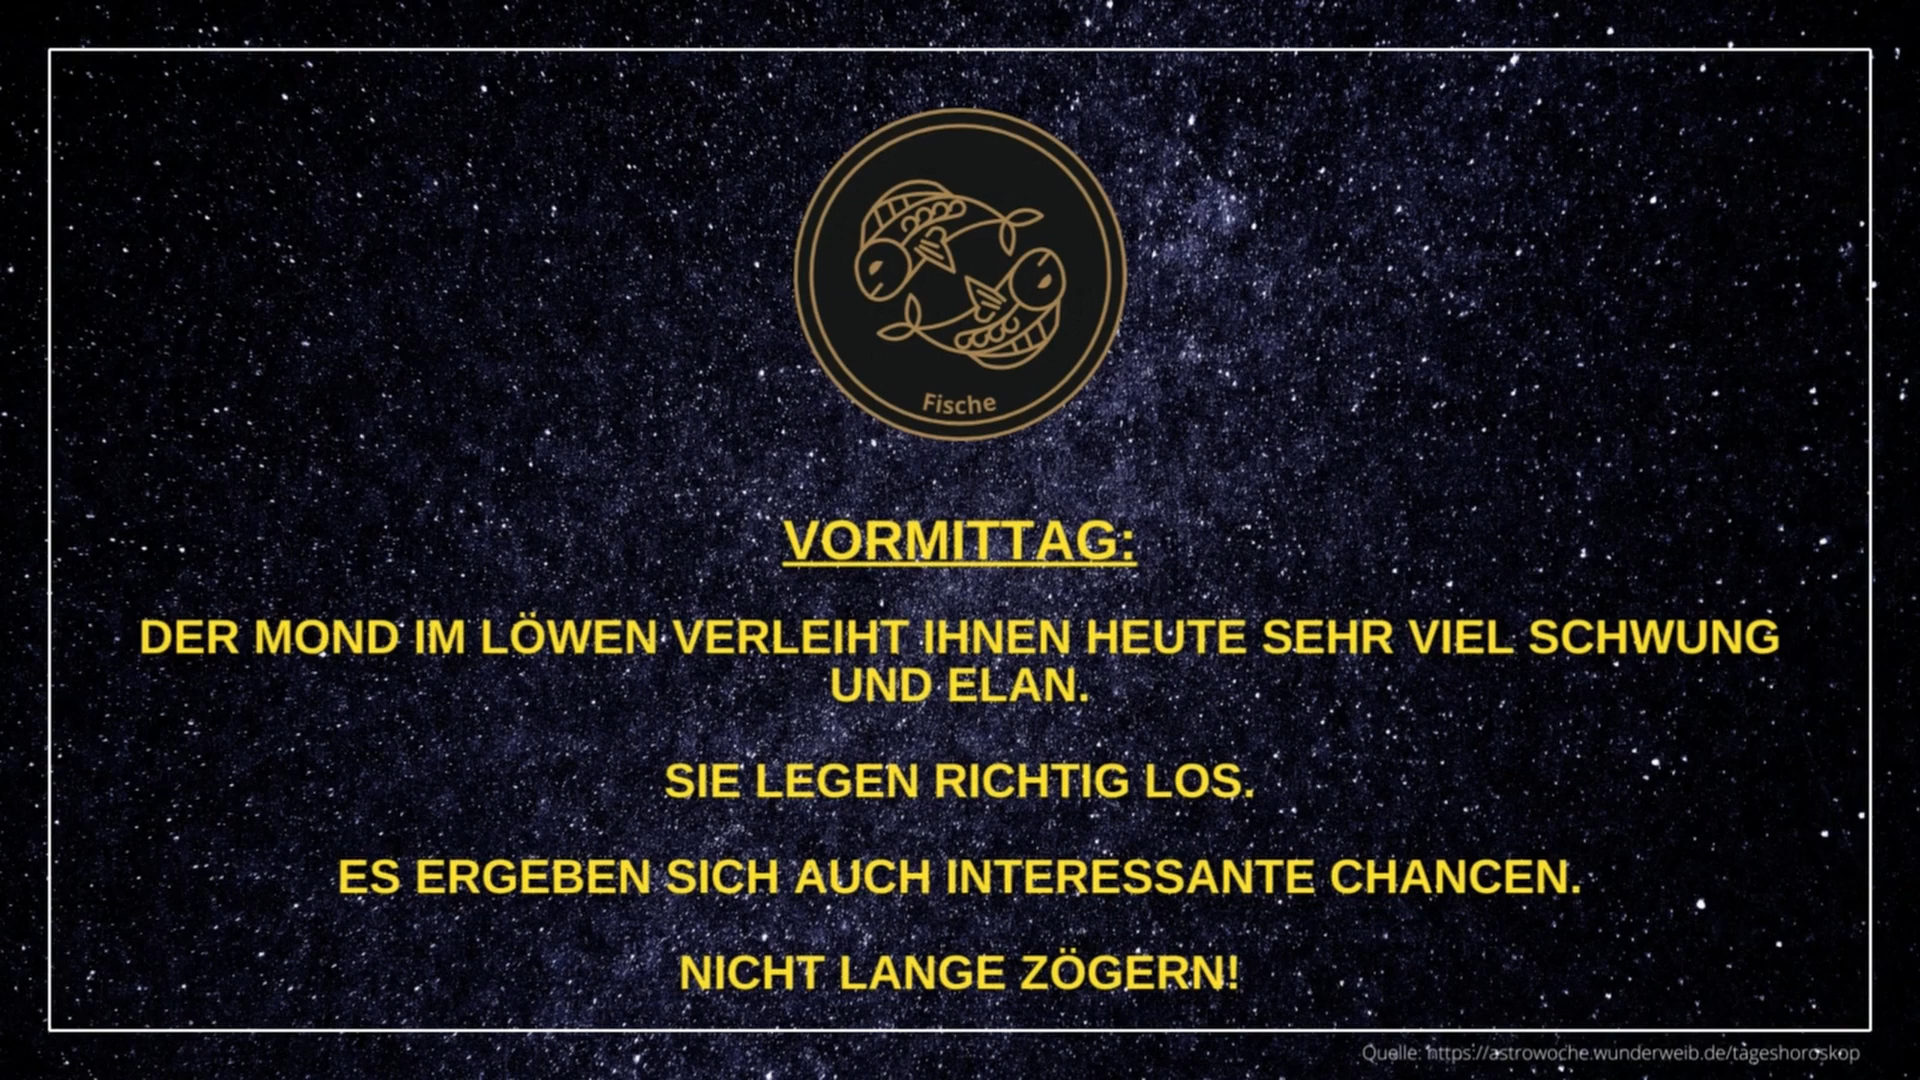 Fische
VORMITTAG:
DER MOND IM LÖWEN VERLEIHT IHNEN HEUTE SEHR VIEL SCHWUNG
UND ELAN.
SIE LEGEN RICHTIG LOS.
ES ERGEBEN SICH AUCH INTERESSANTE CHANCEN.
NICHT LANGE ZÖGERN!
Quelle: https://astrowoche.wunderweib.de/tageshoroskop